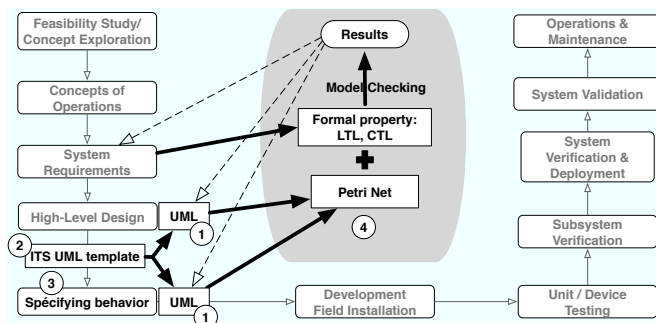 Feasibility Study/
Concept Exploration
Concepts of
Operations
System
Requirements
High-Level Design
UML
1
2
ITS UML template
3
Spécifying behavior
UML
1
Results
Model Checking
Formal property:
LTL, CTL
Petri Net
4
Development
Field Installation
Operations &
Maintenance
System Validation
System
Verification &
Deployment
Subsystem
Verification
Unit / Device
Testing